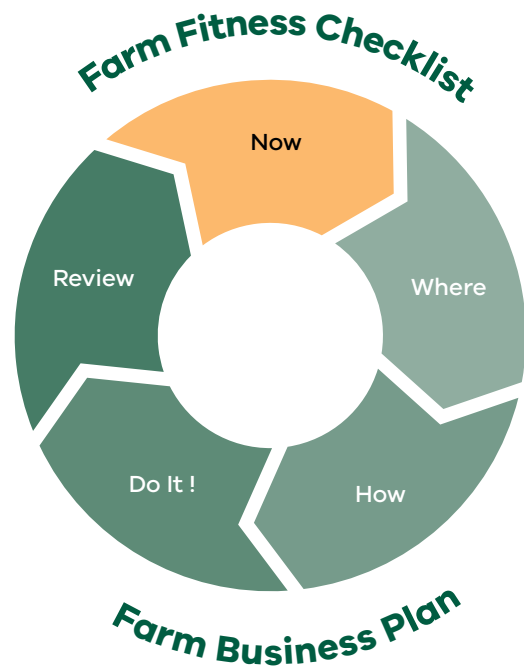 Farm Fitness Checklist
Now
Where
How
Do It !
Review
Farm Business Plan